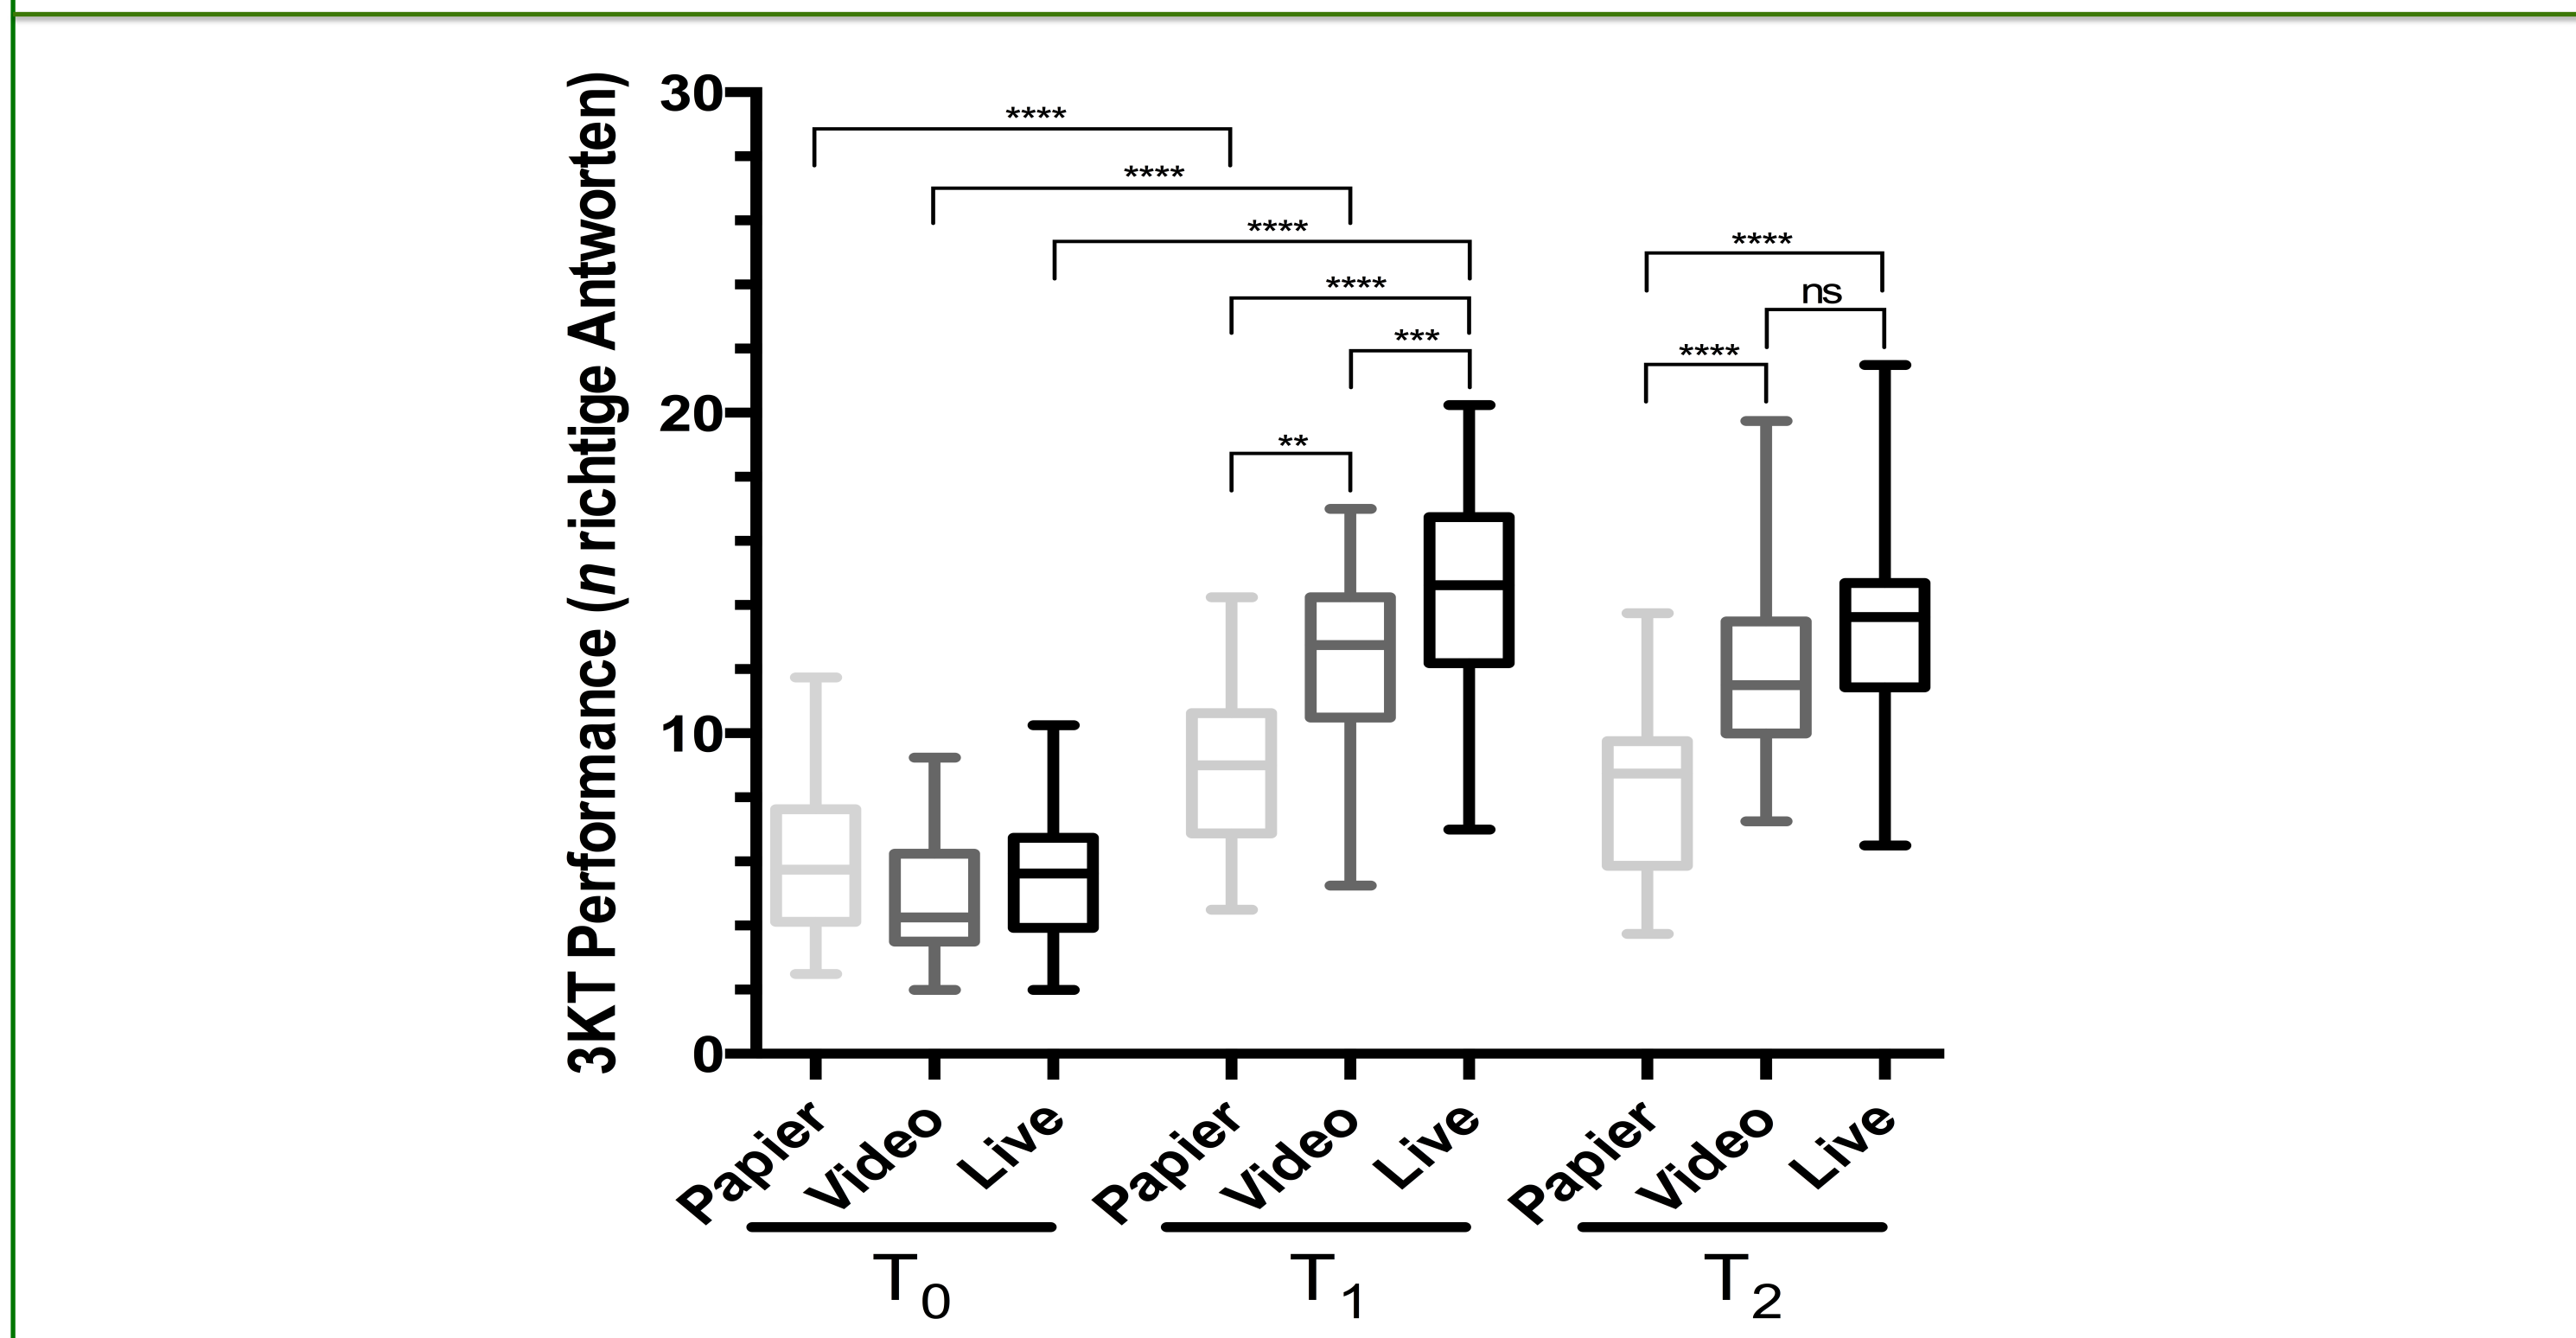 3KT Performance (n richtige Antworten)
30
20
10
0
****
****
****
****
***
**
****
ns
****
Papier
Video
Live
Papier
Video
Live
Papier
Video
Live
T0
T1
T2